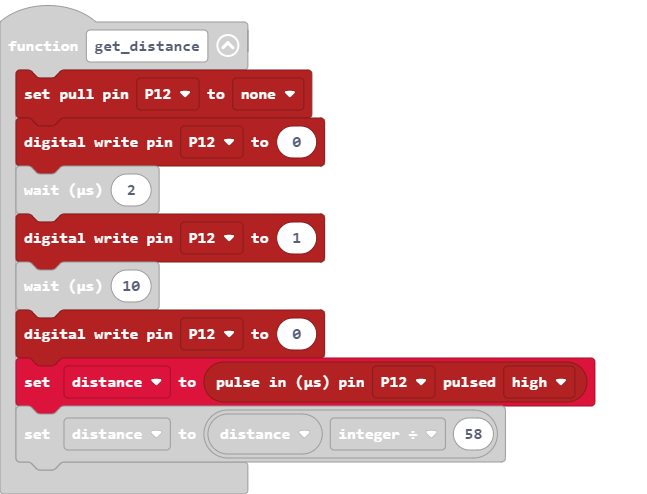 function get_distance
set pull pin P12 to none
digital write pin P12 to 0
wait (µs) 2
digital write pin P12 to 1
wait (µs) 10
digital write pin P12 to 0
set distance to pulse in (µs) pin P12 pulsed high
set distance to distance integer ÷ 58